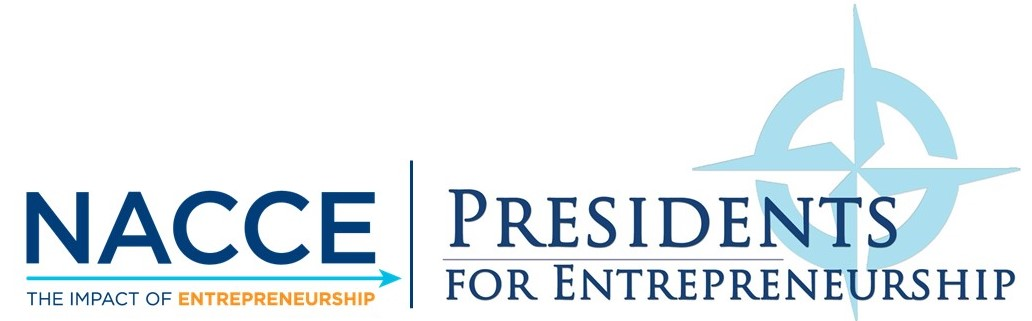 NACCE
THE IMPACT OF ENTREPRENEURSHIP
PRESIDENTS
FOR ENTREPRENEURSHIP